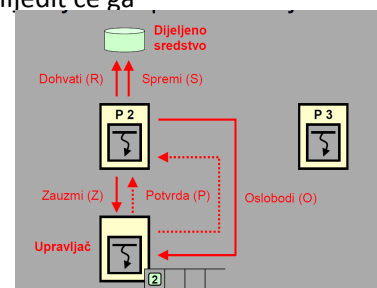 Dijeljeno
sredstvo
Dohvati (R)
Spremi (S)
P 2
P 3
Zauzmi (Z)
Potvrda (P)
Oslobodi (O)
Upravljač
2